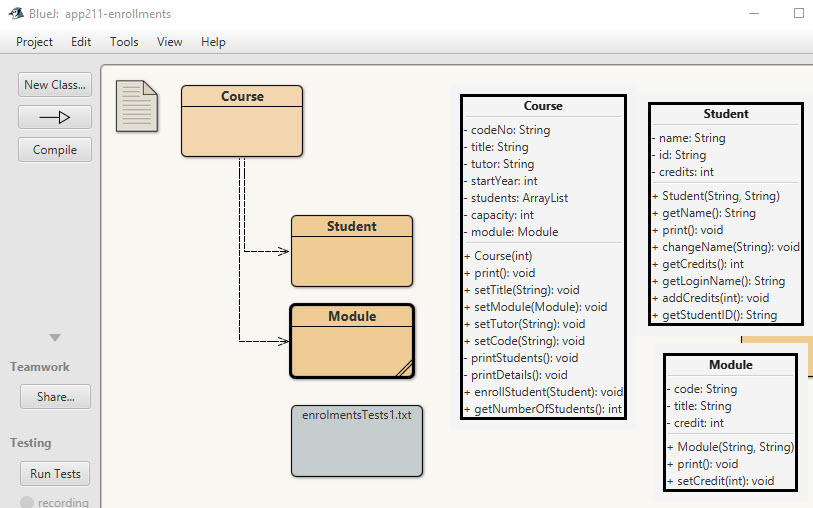 BlueJ: app211-enrollments
Project Edit Tools View Help
New Class...
Compile
Teamwork
Share...
Testing
Run Tests
recording
Course
Student
Module
enrolmentsTests1.txt
Course
- codeNo: String
- title: String
- tutor: String
- startYear: int
- students: ArrayList
- capacity: int
- module: Module
+ Course(int)
+ print(): void
+ setTitle(String): void
+ setModule(Module): void
+ setTutor(String): void
+ setCode(String): void
- printStudents(): void
- printDetails(): void
+ enrollStudent(Student): void
+ getNumberOfStudents(): int
Student
- name: String
- id: String
- credits: int
+ Student(String, String)
+ getName(): String
+ print(): void
+ changeName(String): void
+ getCredits(): int
+ getLoginName(): String
+ addCredits(int): void
+ getStudentID(): String
Module
- code: String
- title: String
- credit: int
+ Module(String, String)
+ print(): void
+ setCredit(int): void